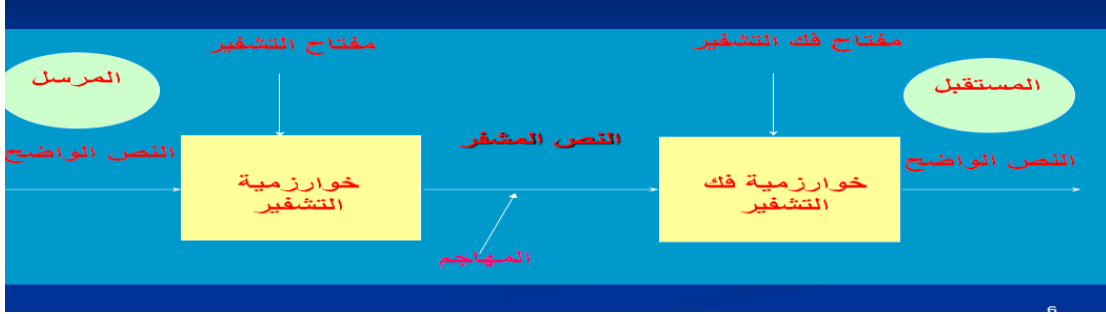 مفتاح فك التشفير
مفتاح التشفير
المستقبل
المرسل
النص المشفر
النص الواضح
النص الواضح
خوارزمية فك
التشفير
خوارزمية
التشفير
المهاجم
6